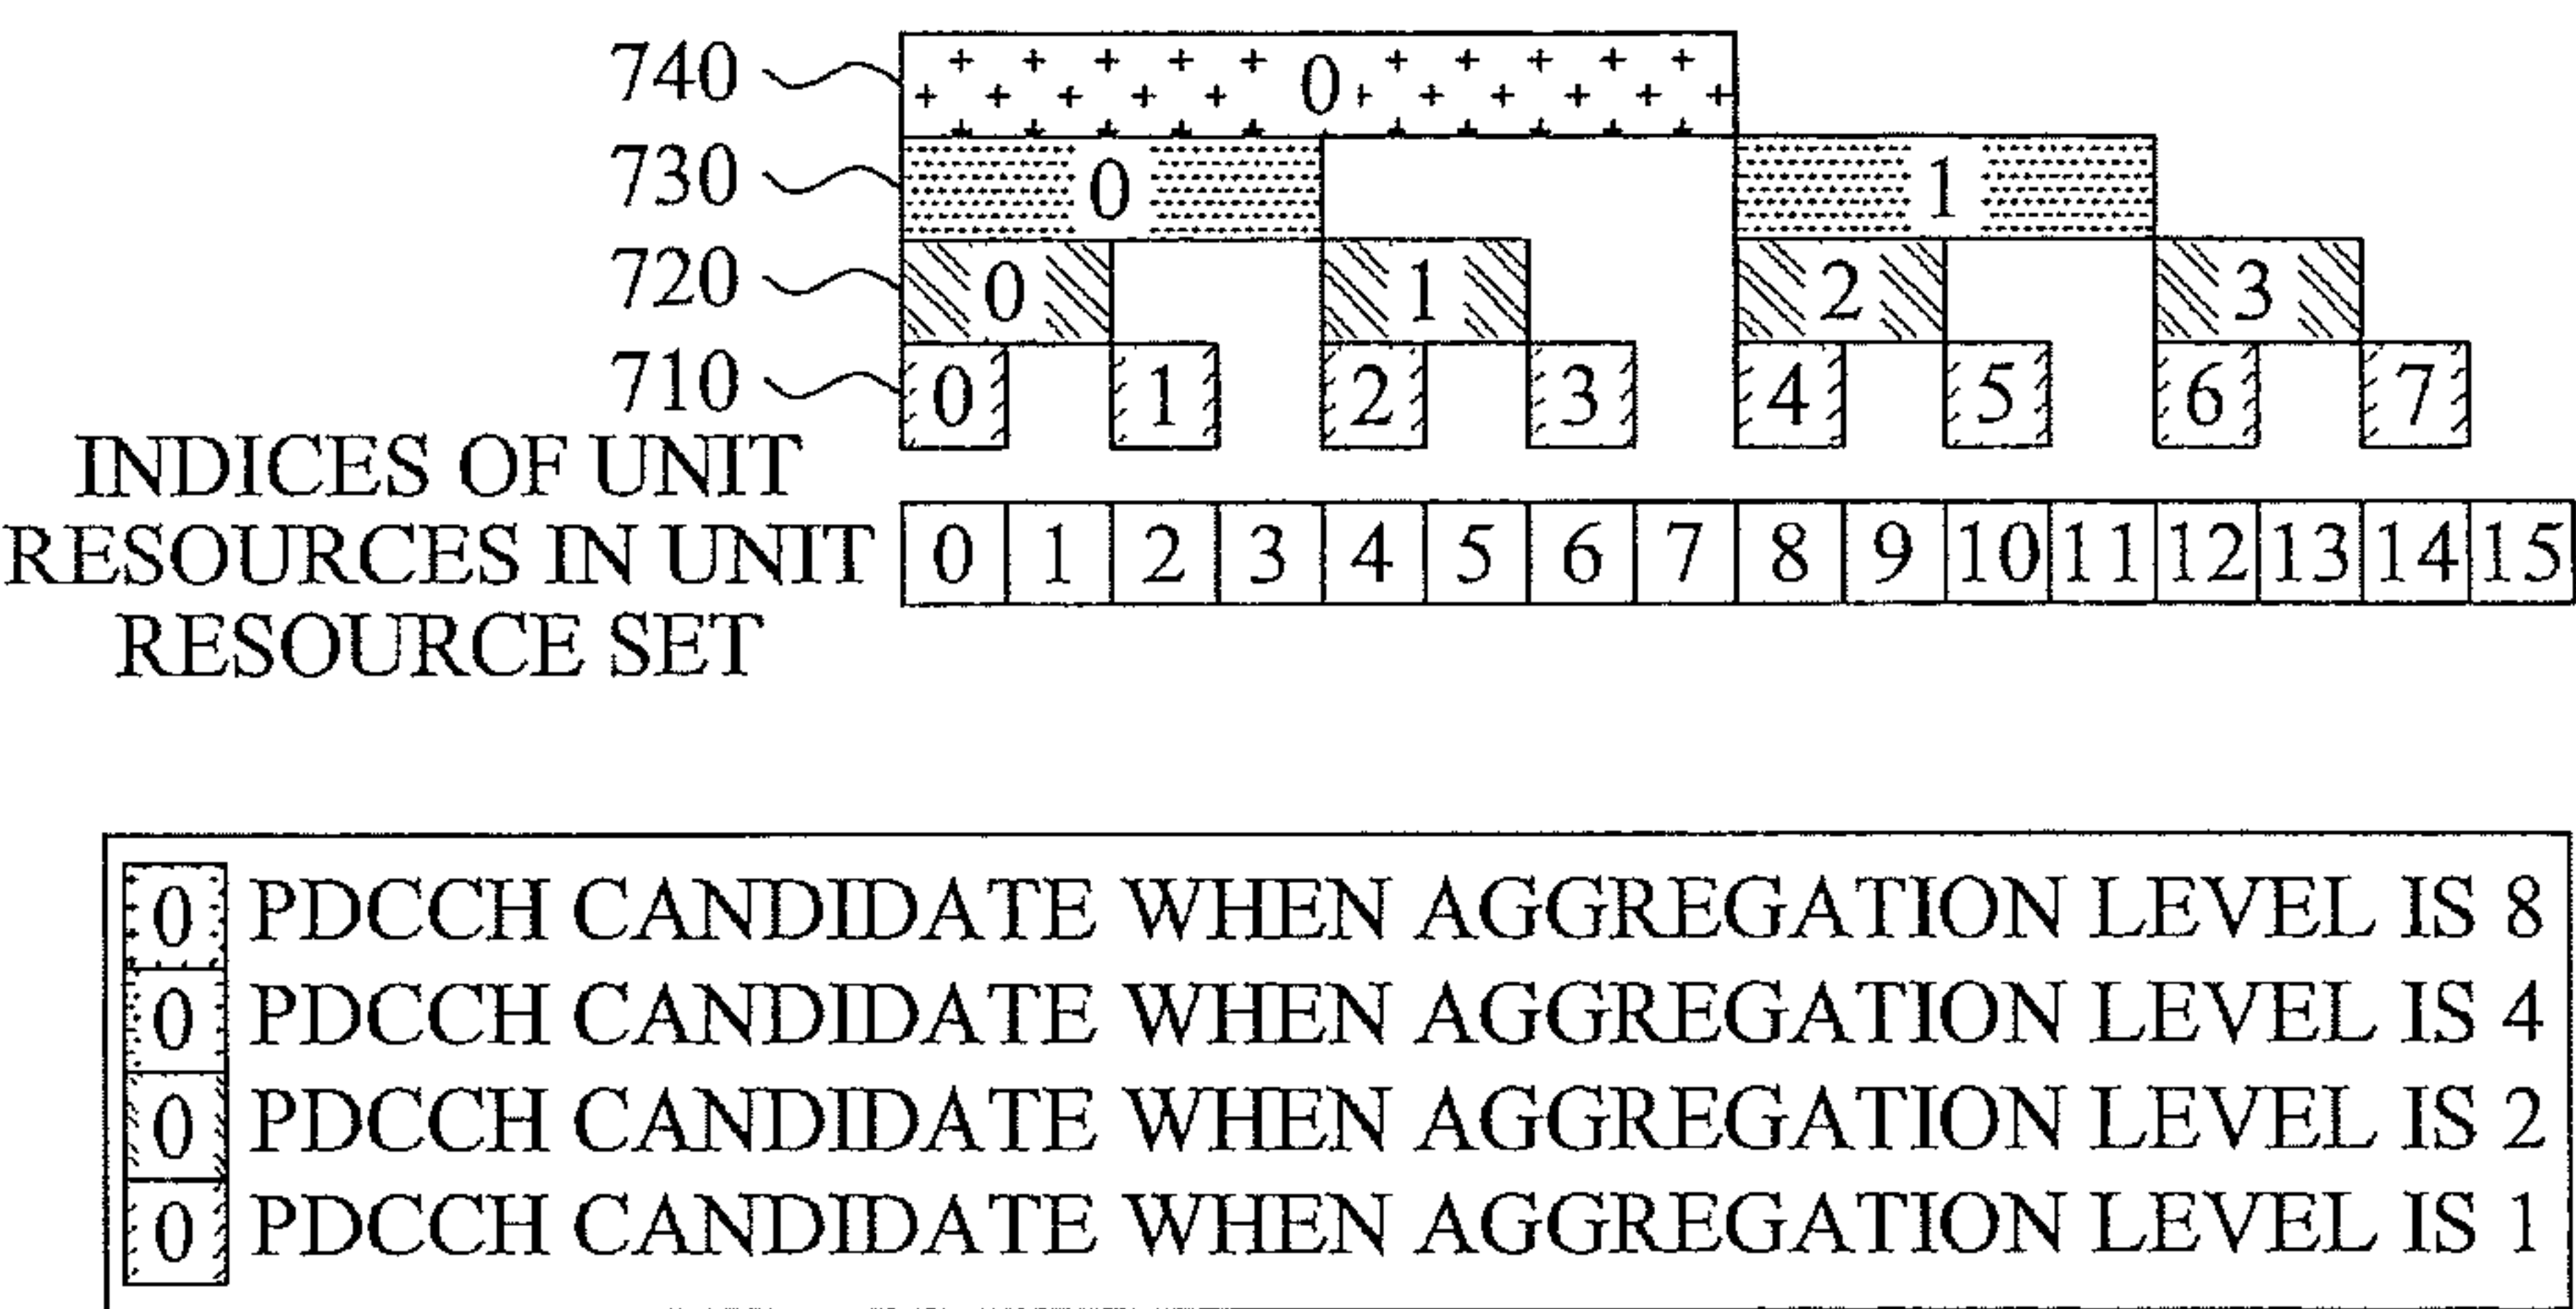 740 0
730 0 1
720 0 1 2 3
710 0 1 2 3 4 5 6 7
INDICES OF UNIT
RESOURCES IN UNIT 0 1 2 3 4 5 6 7 8 9 10 11 12 13 14 15
RESOURCE SET
0 PDCCH CANDIDATE WHEN AGGREGATION LEVEL IS 8
0 PDCCH CANDIDATE WHEN AGGREGATION LEVEL IS 4
0 PDCCH CANDIDATE WHEN AGGREGATION LEVEL IS 2
0 PDCCH CANDIDATE WHEN AGGREGATION LEVEL IS 1